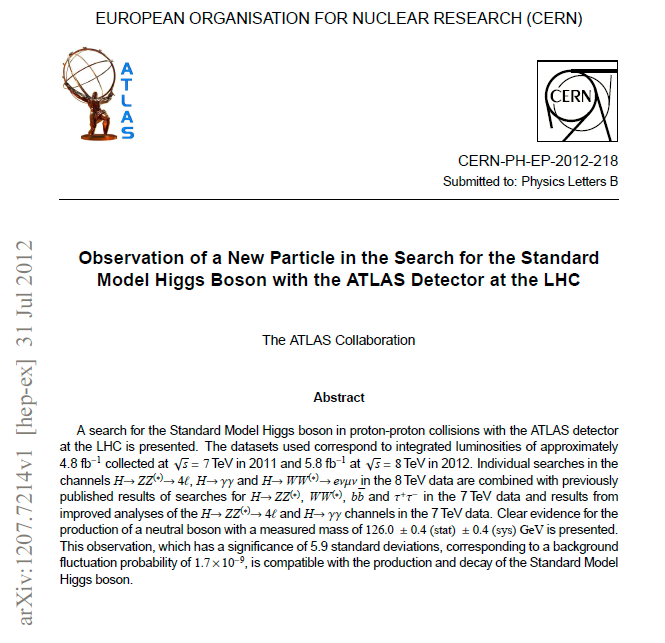 EUROPEAN ORGANISATION FOR NUCLEAR RESEARCH (CERN)
ATLAS
CERN
CERN-PH-EP-2012-218
Submitted to: Physics Letters B
arXiv:1207.7214v1 [hep-ex] 31 Jul 2012
Observation of a New Particle in the Search for the Standard
Model Higgs Boson with the ATLAS Detector at the LHC
The ATLAS Collaboration
Abstract
A search for the Standard Model Higgs boson in proton-proton collisions with the ATLAS detector
at the LHC is presented. The datasets used correspond to integrated luminosities of approximately
4.8 fb⁻¹ collected at √s = 7 TeV in 2011 and 5.8 fb⁻¹ at √s = 8 TeV in 2012. Individual searches in the
channels H→ ZZ⁽*⁾→ 4ℓ, H→ γγ and H→ WW⁽*⁾→ eνμν in the 8 TeV data are combined with previously
published results of searches for H→ ZZ⁽*⁾, WW⁽*⁾, bb̄ and τ⁺τ⁻ in the 7 TeV data and results from
improved analyses of the H→ ZZ⁽*⁾→ 4ℓ and H→ γγ channels in the 7 TeV data. Clear evidence for the
production of a neutral boson with a measured mass of 126.0 ± 0.4 (stat) ± 0.4 (sys) GeV is presented.
This observation, which has a significance of 5.9 standard deviations, corresponding to a background
fluctuation probability of 1.7 × 10⁻⁹, is compatible with the production and decay of the Standard Model
Higgs boson.